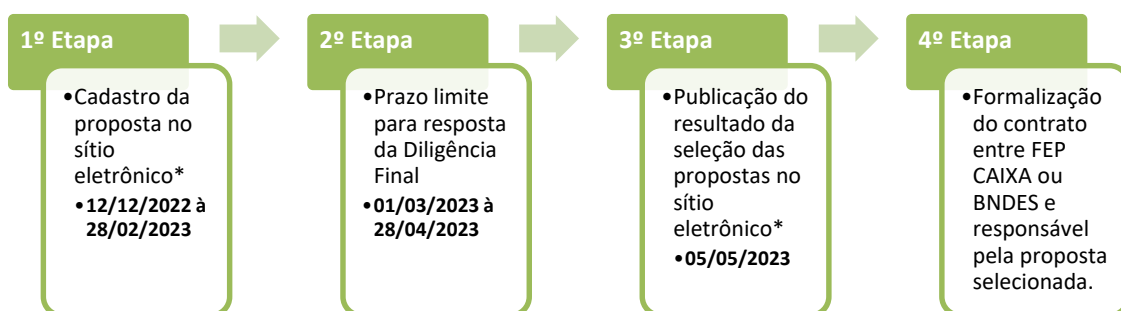 1º Etapa
•Cadastro da
proposta no
sítio
eletrônico*
•12/12/2022 à
28/02/2023
2º Etapa
•Prazo limite
para resposta
da Diligência
Final
•01/03/2023 à
28/04/2023
3º Etapa
•Publicação do
resultado da
seleção das
propostas no
sítio
eletrônico*
•05/05/2023
4º Etapa
•Formalização
do contrato
entre FEP
CAIXA ou
BNDES e
responsável
pela proposta
selecionada.